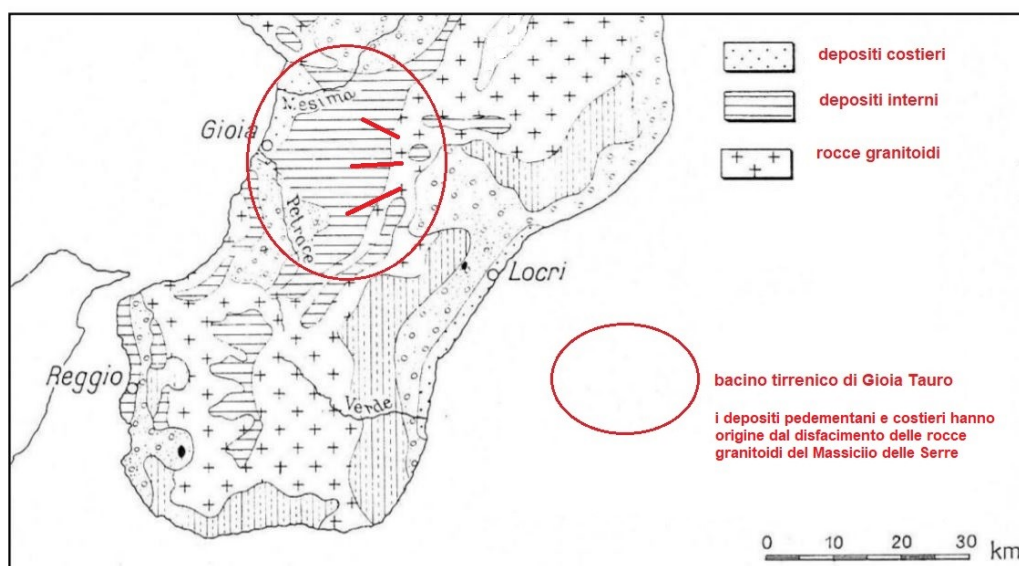 depositi costieri
depositi interni
rocce granitoidi
Mesima
Gioia
Petrace
Locri
Reggio
Verde
bacino tirrenico di Gioia Tauro
i depositi pedementani e costieri hanno
origine dal disfacimento delle rocce
granitoidi del Massiciio delle Serre
0 10 20 30 km